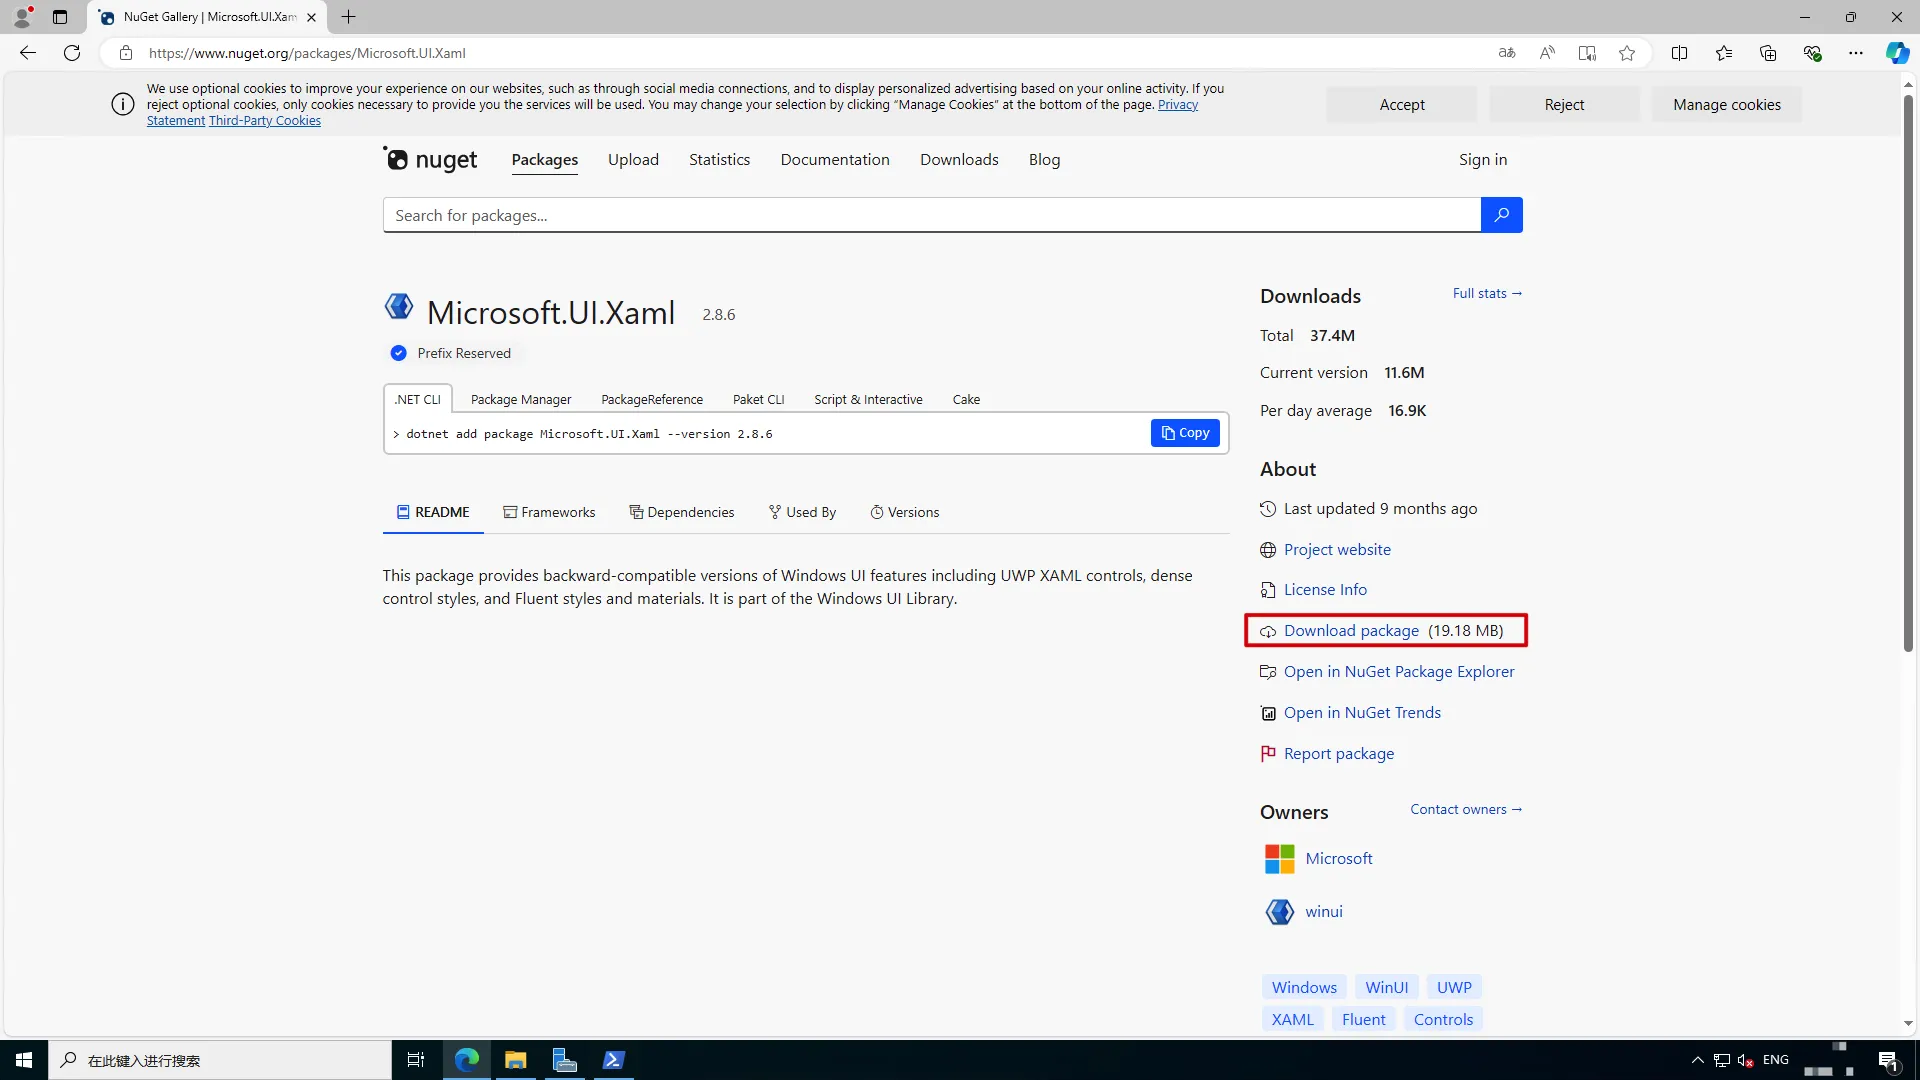 NuGet Gallery | Microsoft.UI.Xam
https://www.nuget.org/packages/Microsoft.UI.Xaml
We use optional cookies to improve your experience on our websites, such as through social media connections, and to display personalized advertising based on your online activity. If you
reject optional cookies, only cookies necessary to provide you the services will be used. You may change your selection by clicking “Manage Cookies” at the bottom of the page. Privacy
Statement Third-Party Cookies
Accept
Reject
Manage cookies
nuget
Packages
Upload
Statistics
Documentation
Downloads
Blog
Sign in
Search for packages...
Microsoft.UI.Xaml 2.8.6
Prefix Reserved
.NET CLI
Package Manager
PackageReference
Paket CLI
Script & Interactive
Cake
> dotnet add package Microsoft.UI.Xaml --version 2.8.6
Copy
README
Frameworks
Dependencies
Used By
Versions
This package provides backward-compatible versions of Windows UI features including UWP XAML controls, dense
control styles, and Fluent styles and materials. It is part of the Windows UI Library.
Downloads
Full stats →
Total 37.4M
Current version 11.6M
Per day average 16.9K
About
Last updated 9 months ago
Project website
License Info
Download package (19.18 MB)
Open in NuGet Package Explorer
Open in NuGet Trends
Report package
Owners
Contact owners →
Microsoft
winui
Windows WinUI UWP
XAML Fluent Controls
在此键入进行搜索
ENG
1